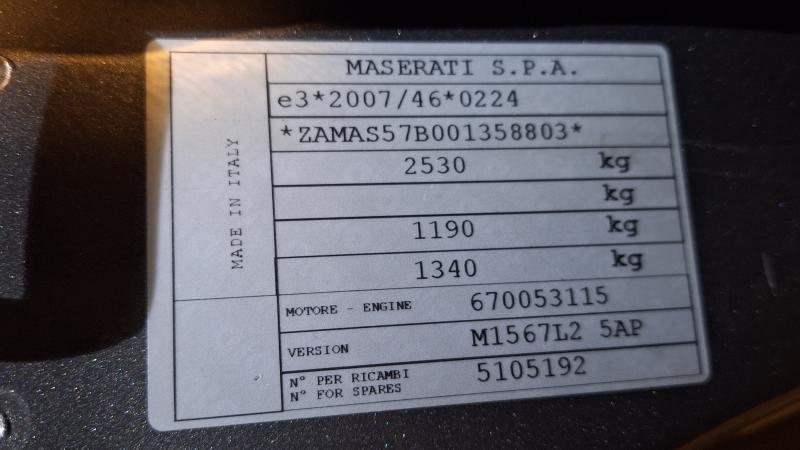 MASERATI S.P.A.
e3*2007/46*0224
*ZAMAS57B001358803*
2530 kg
kg
1190 kg
1340 kg
MADE IN ITALY
MOTORE - ENGINE 670053115
VERSION M1567L2 5AP
N° PER RICAMBI
N° FOR SPARES 5105192